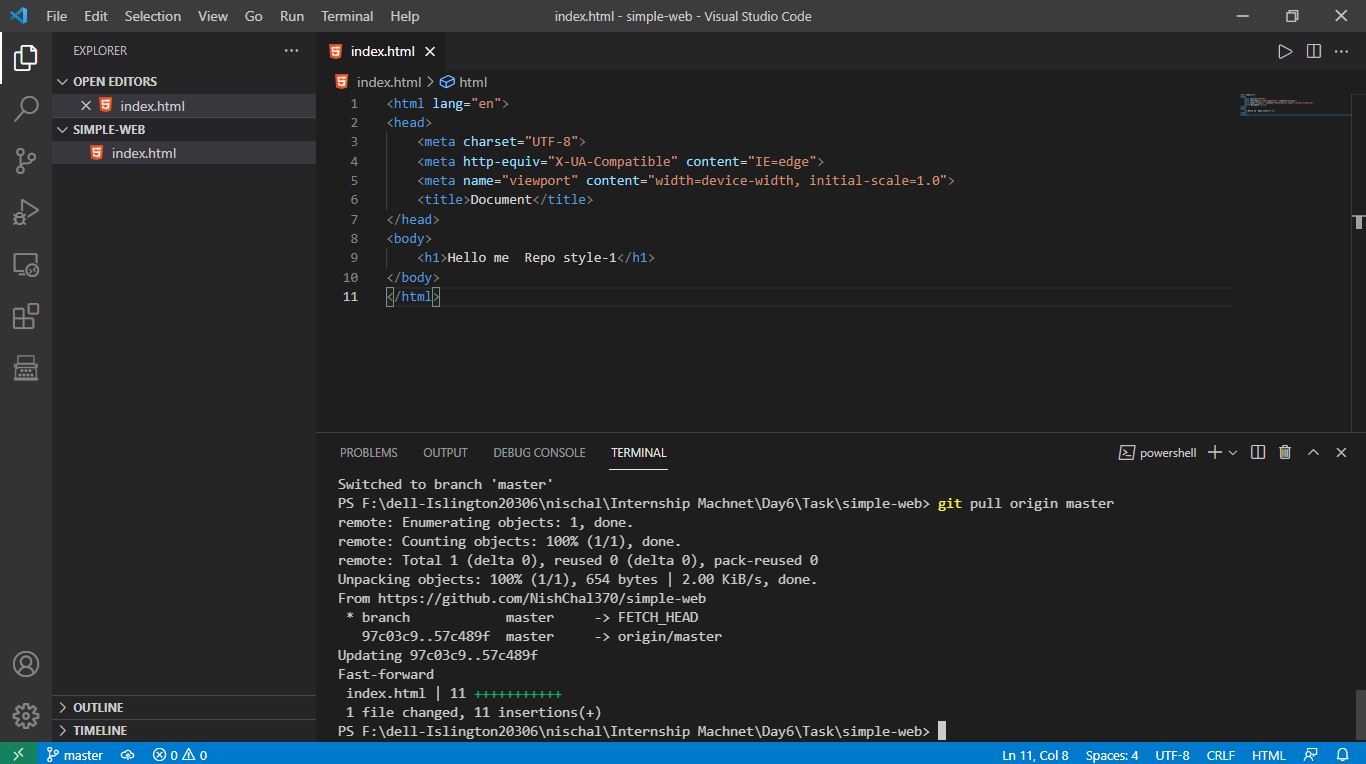 File Edit Selection View Go Run Terminal Help index.html - simple-web - Visual Studio Code
EXPLORER
OPEN EDITORS
index.html
SIMPLE-WEB
index.html
OUTLINE
TIMELINE
index.html
index.html > html
1 <html lang="en">
2 <head>
3 <meta charset="UTF-8">
4 <meta http-equiv="X-UA-Compatible" content="IE=edge">
5 <meta name="viewport" content="width=device-width, initial-scale=1.0">
6 <title>Document</title>
7 </head>
8 <body>
9 <h1>Hello me  Repo style-1</h1>
10 </body>
11 </html>
PROBLEMS OUTPUT DEBUG CONSOLE TERMINAL powershell
Switched to branch 'master'
PS F:\dell-Islington20306\nischal\Internship Machnet\Day6\Task\simple-web> git pull origin master
remote: Enumerating objects: 1, done.
remote: Counting objects: 100% (1/1), done.
remote: Total 1 (delta 0), reused 0 (delta 0), pack-reused 0
Unpacking objects: 100% (1/1), 654 bytes | 2.00 KiB/s, done.
From https://github.com/NishChal370/simple-web
* branch master -> FETCH_HEAD
97c03c9..57c489f master -> origin/master
Updating 97c03c9..57c489f
Fast-forward
index.html | 11 +++++++++++
1 file changed, 11 insertions(+)
PS F:\dell-Islington20306\nischal\Internship Machnet\Day6\Task\simple-web>
master 0 0 Ln 11, Col 8 Spaces: 4 UTF-8 CRLF HTML